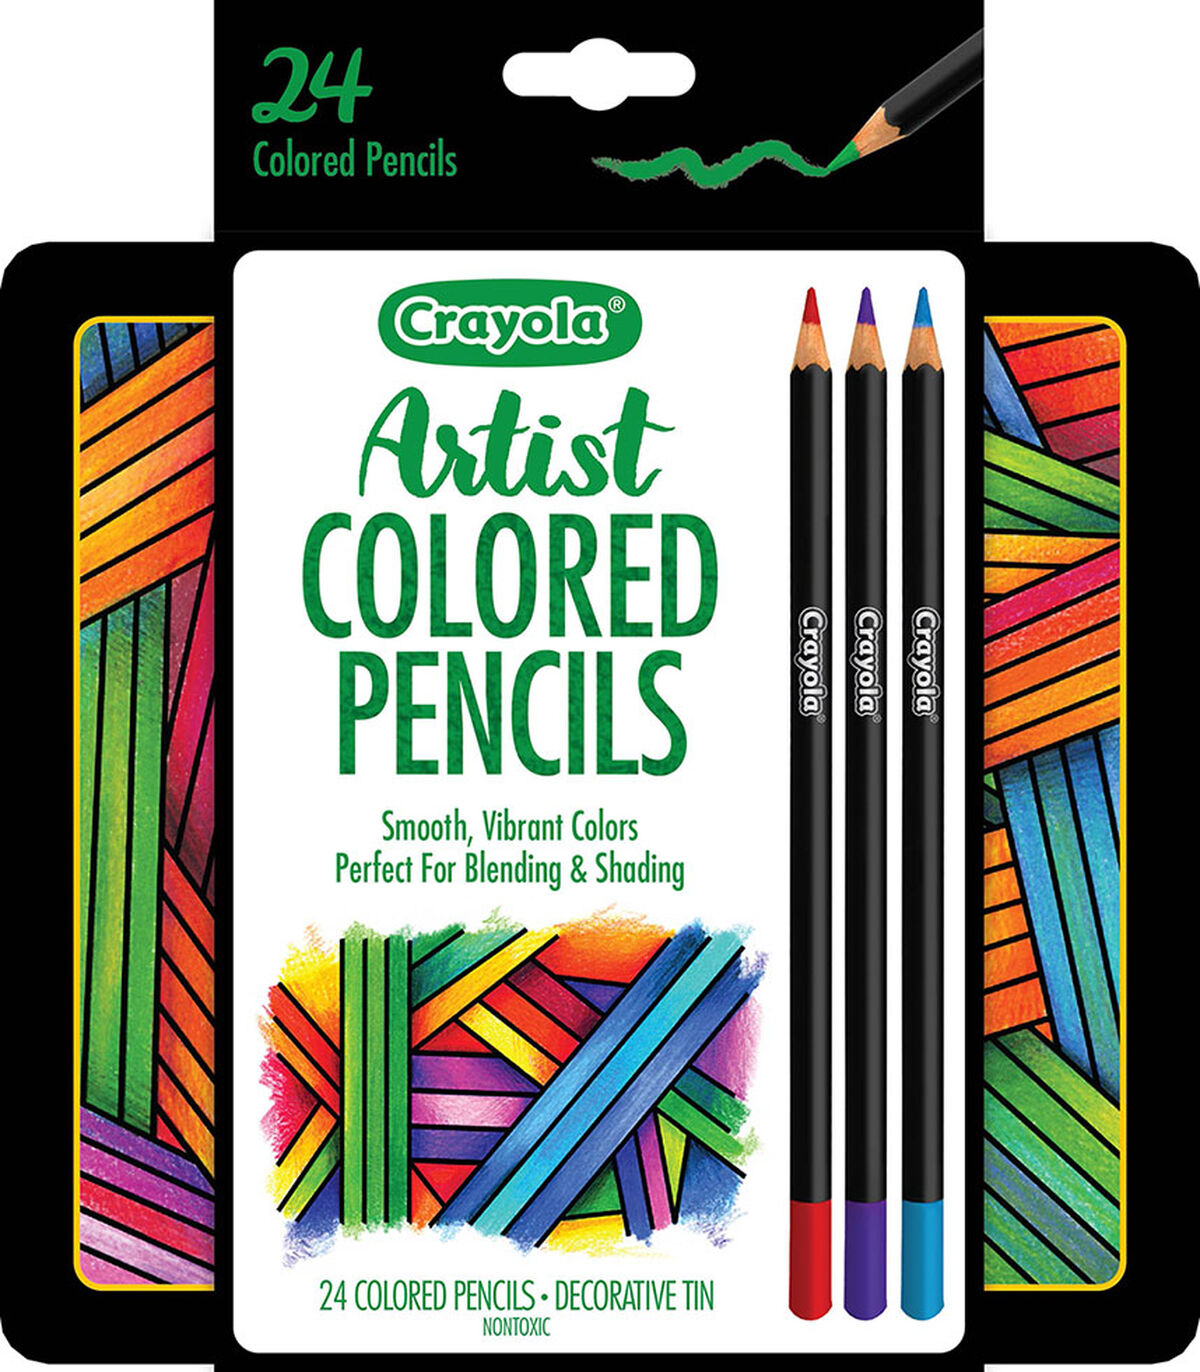 24
Colored Pencils
Crayola®
Artist
COLORED
PENCILS
Smooth, Vibrant Colors
Perfect For Blending & Shading
Crayola®
Crayola®
Crayola®
24 COLORED PENCILS • DECORATIVE TIN
NONTOXIC